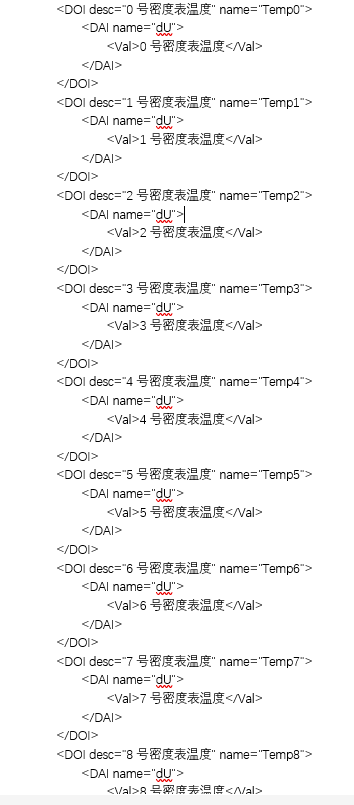 <DOI desc="0 号密度表温度" name="Temp0">
<DAI name="dU">
<Val>0 号密度表温度</Val>
</DAI>
</DOI>
<DOI desc="1 号密度表温度" name="Temp1">
<DAI name="dU">
<Val>1 号密度表温度</Val>
</DAI>
</DOI>
<DOI desc="2 号密度表温度" name="Temp2">
<DAI name="dU">
<Val>2 号密度表温度</Val>
</DAI>
</DOI>
<DOI desc="3 号密度表温度" name="Temp3">
<DAI name="dU">
<Val>3 号密度表温度</Val>
</DAI>
</DOI>
<DOI desc="4 号密度表温度" name="Temp4">
<DAI name="dU">
<Val>4 号密度表温度</Val>
</DAI>
</DOI>
<DOI desc="5 号密度表温度" name="Temp5">
<DAI name="dU">
<Val>5 号密度表温度</Val>
</DAI>
</DOI>
<DOI desc="6 号密度表温度" name="Temp6">
<DAI name="dU">
<Val>6 号密度表温度</Val>
</DAI>
</DOI>
<DOI desc="7 号密度表温度" name="Temp7">
<DAI name="dU">
<Val>7 号密度表温度</Val>
</DAI>
</DOI>
<DOI desc="8 号密度表温度" name="Temp8">
<DAI name="dU">
<Val>8 号密度表温度</Val>